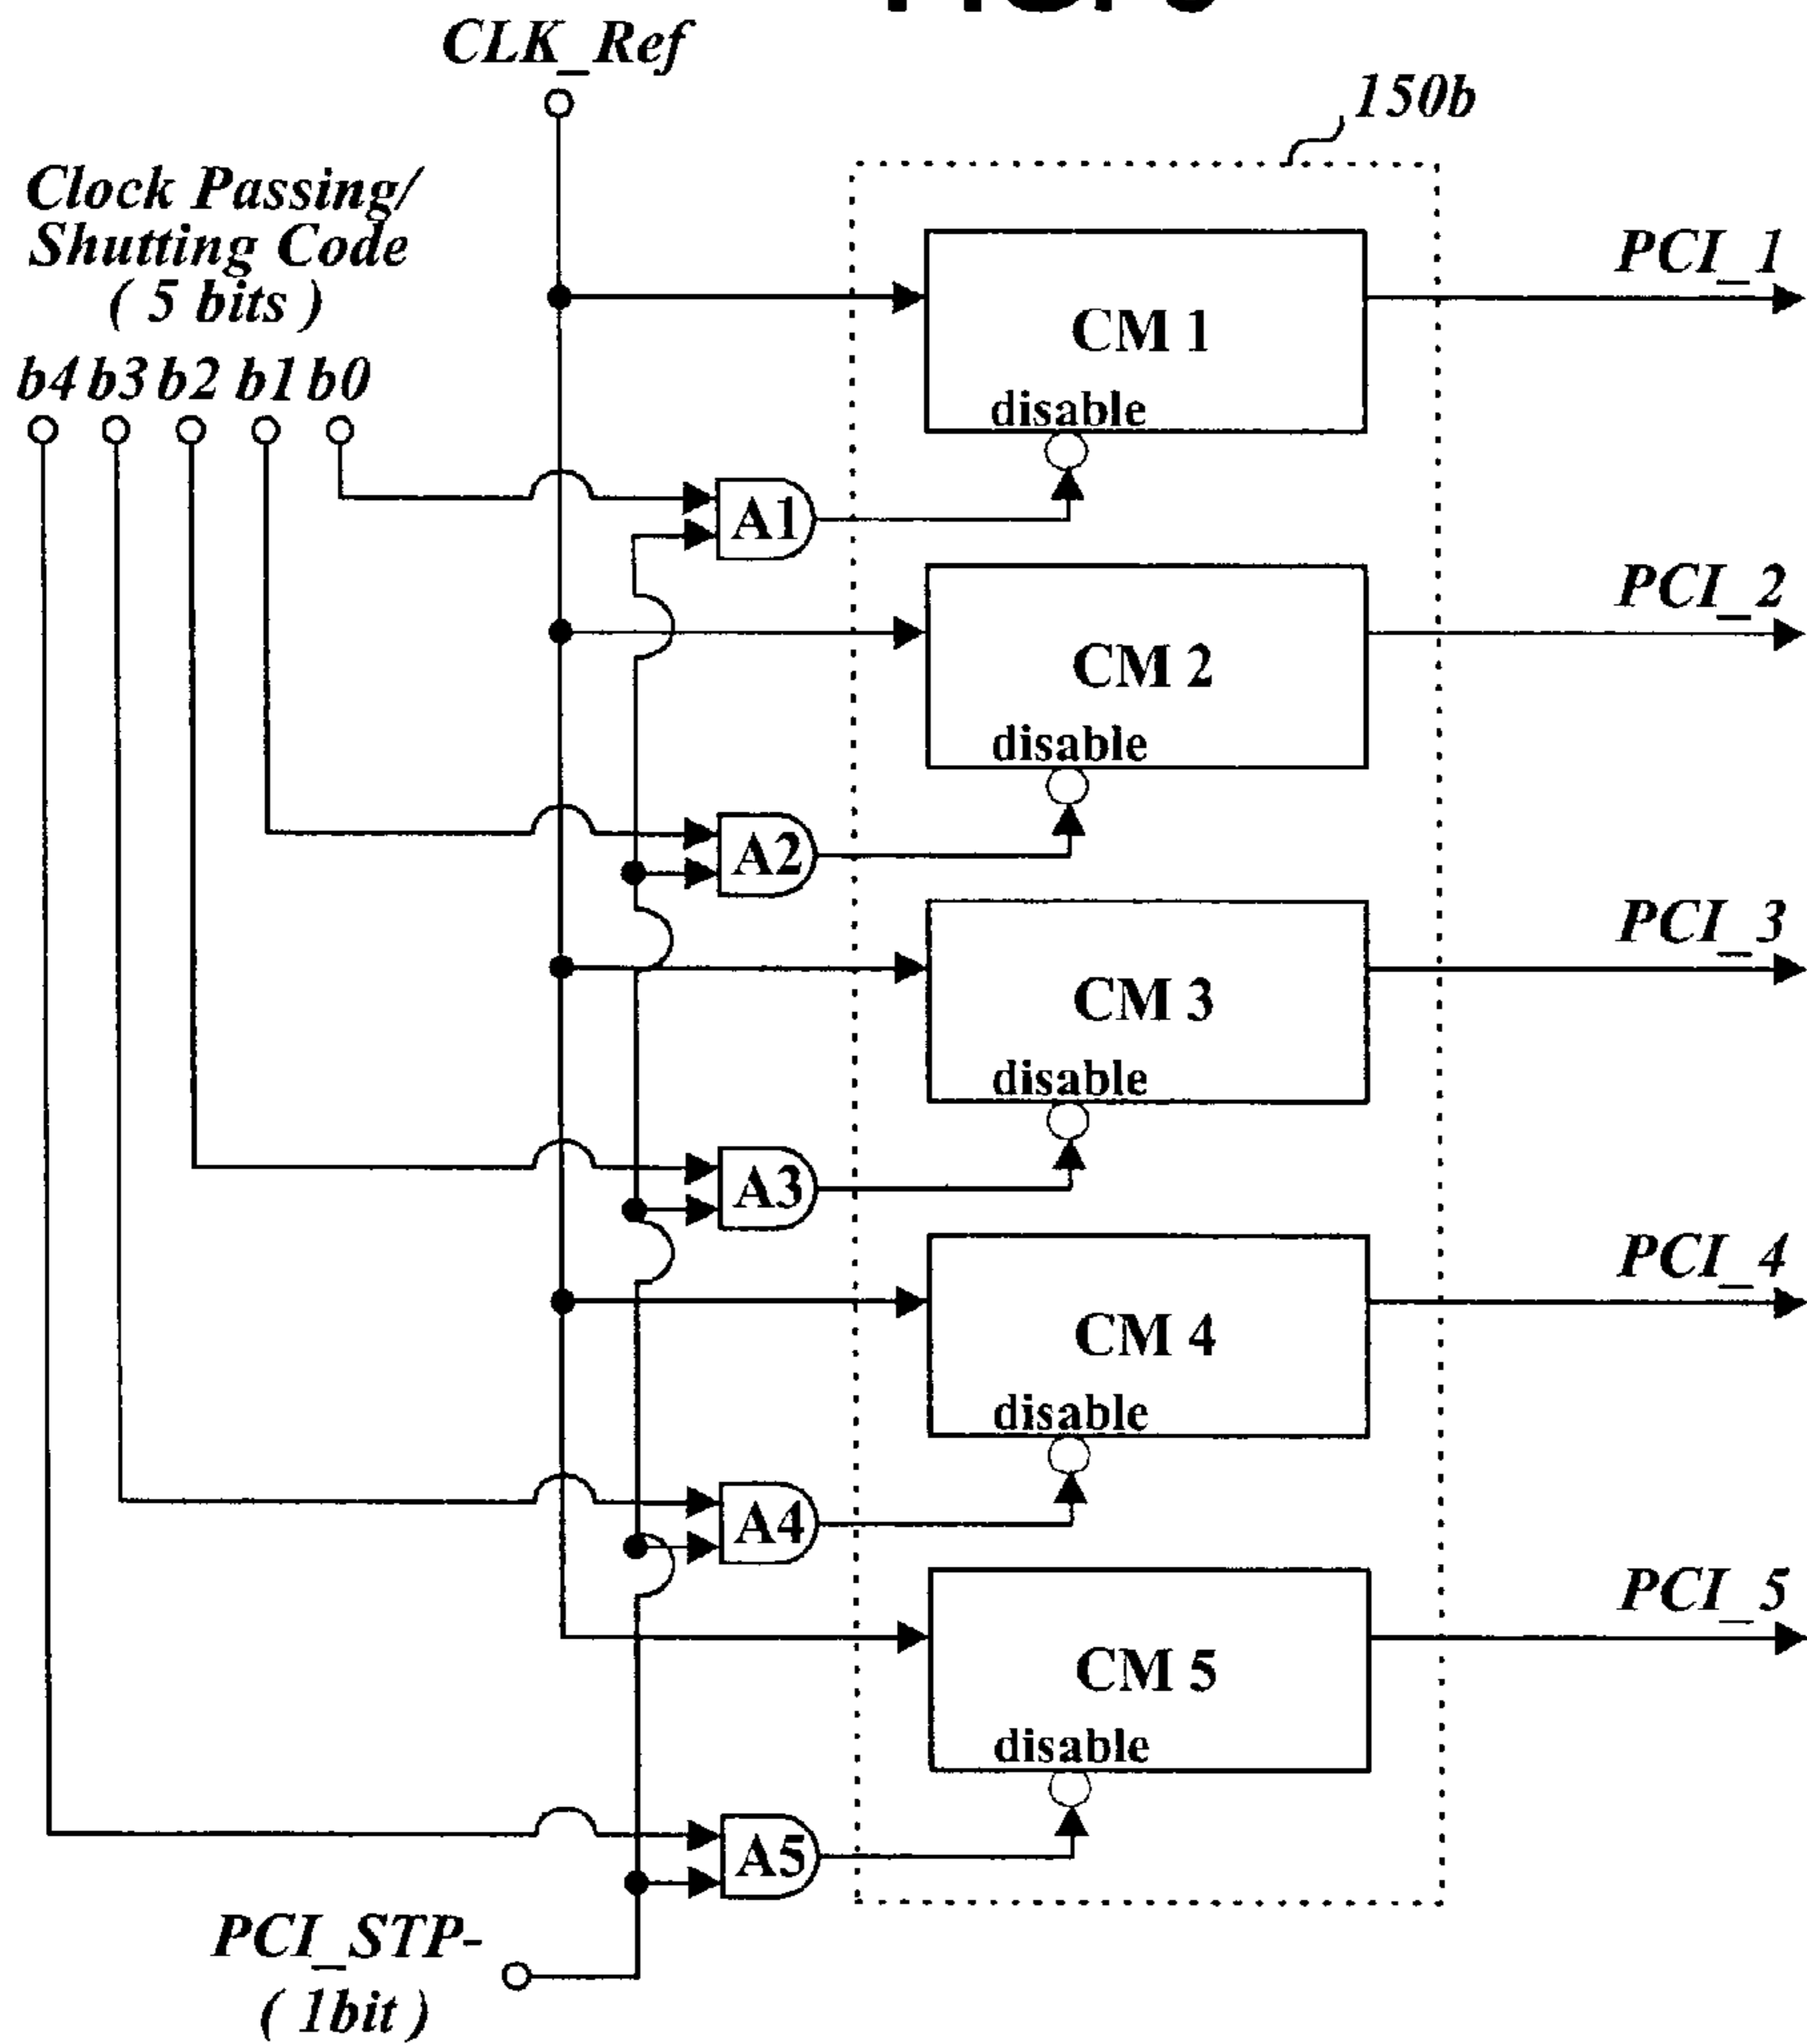 CLK_Ref
150b
Clock Passing/
Shutting Code
( 5 bits )
b4 b3 b2 b1 b0
PCI_1
CM 1
disable
A1
PCI_2
CM 2
disable
A2
PCI_3
CM 3
disable
A3
PCI_4
CM 4
disable
A4
PCI_5
CM 5
disable
A5
PCI_STP-
( 1bit )